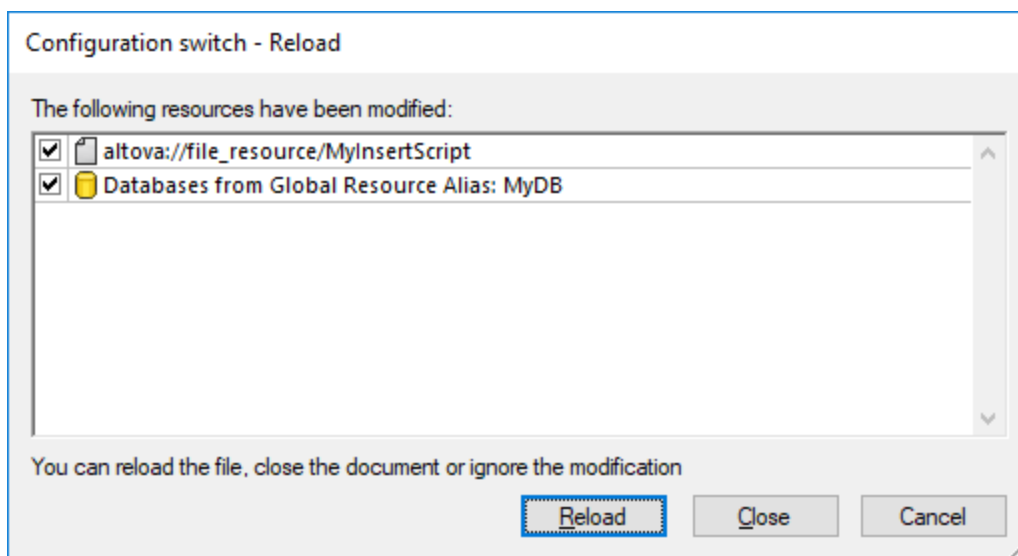 Configuration switch - Reload
The following resources have been modified:
altova://file_resource/MyInsertScript
Databases from Global Resource Alias: MyDB
You can reload the file, close the document or ignore the modification
Reload Close Cancel